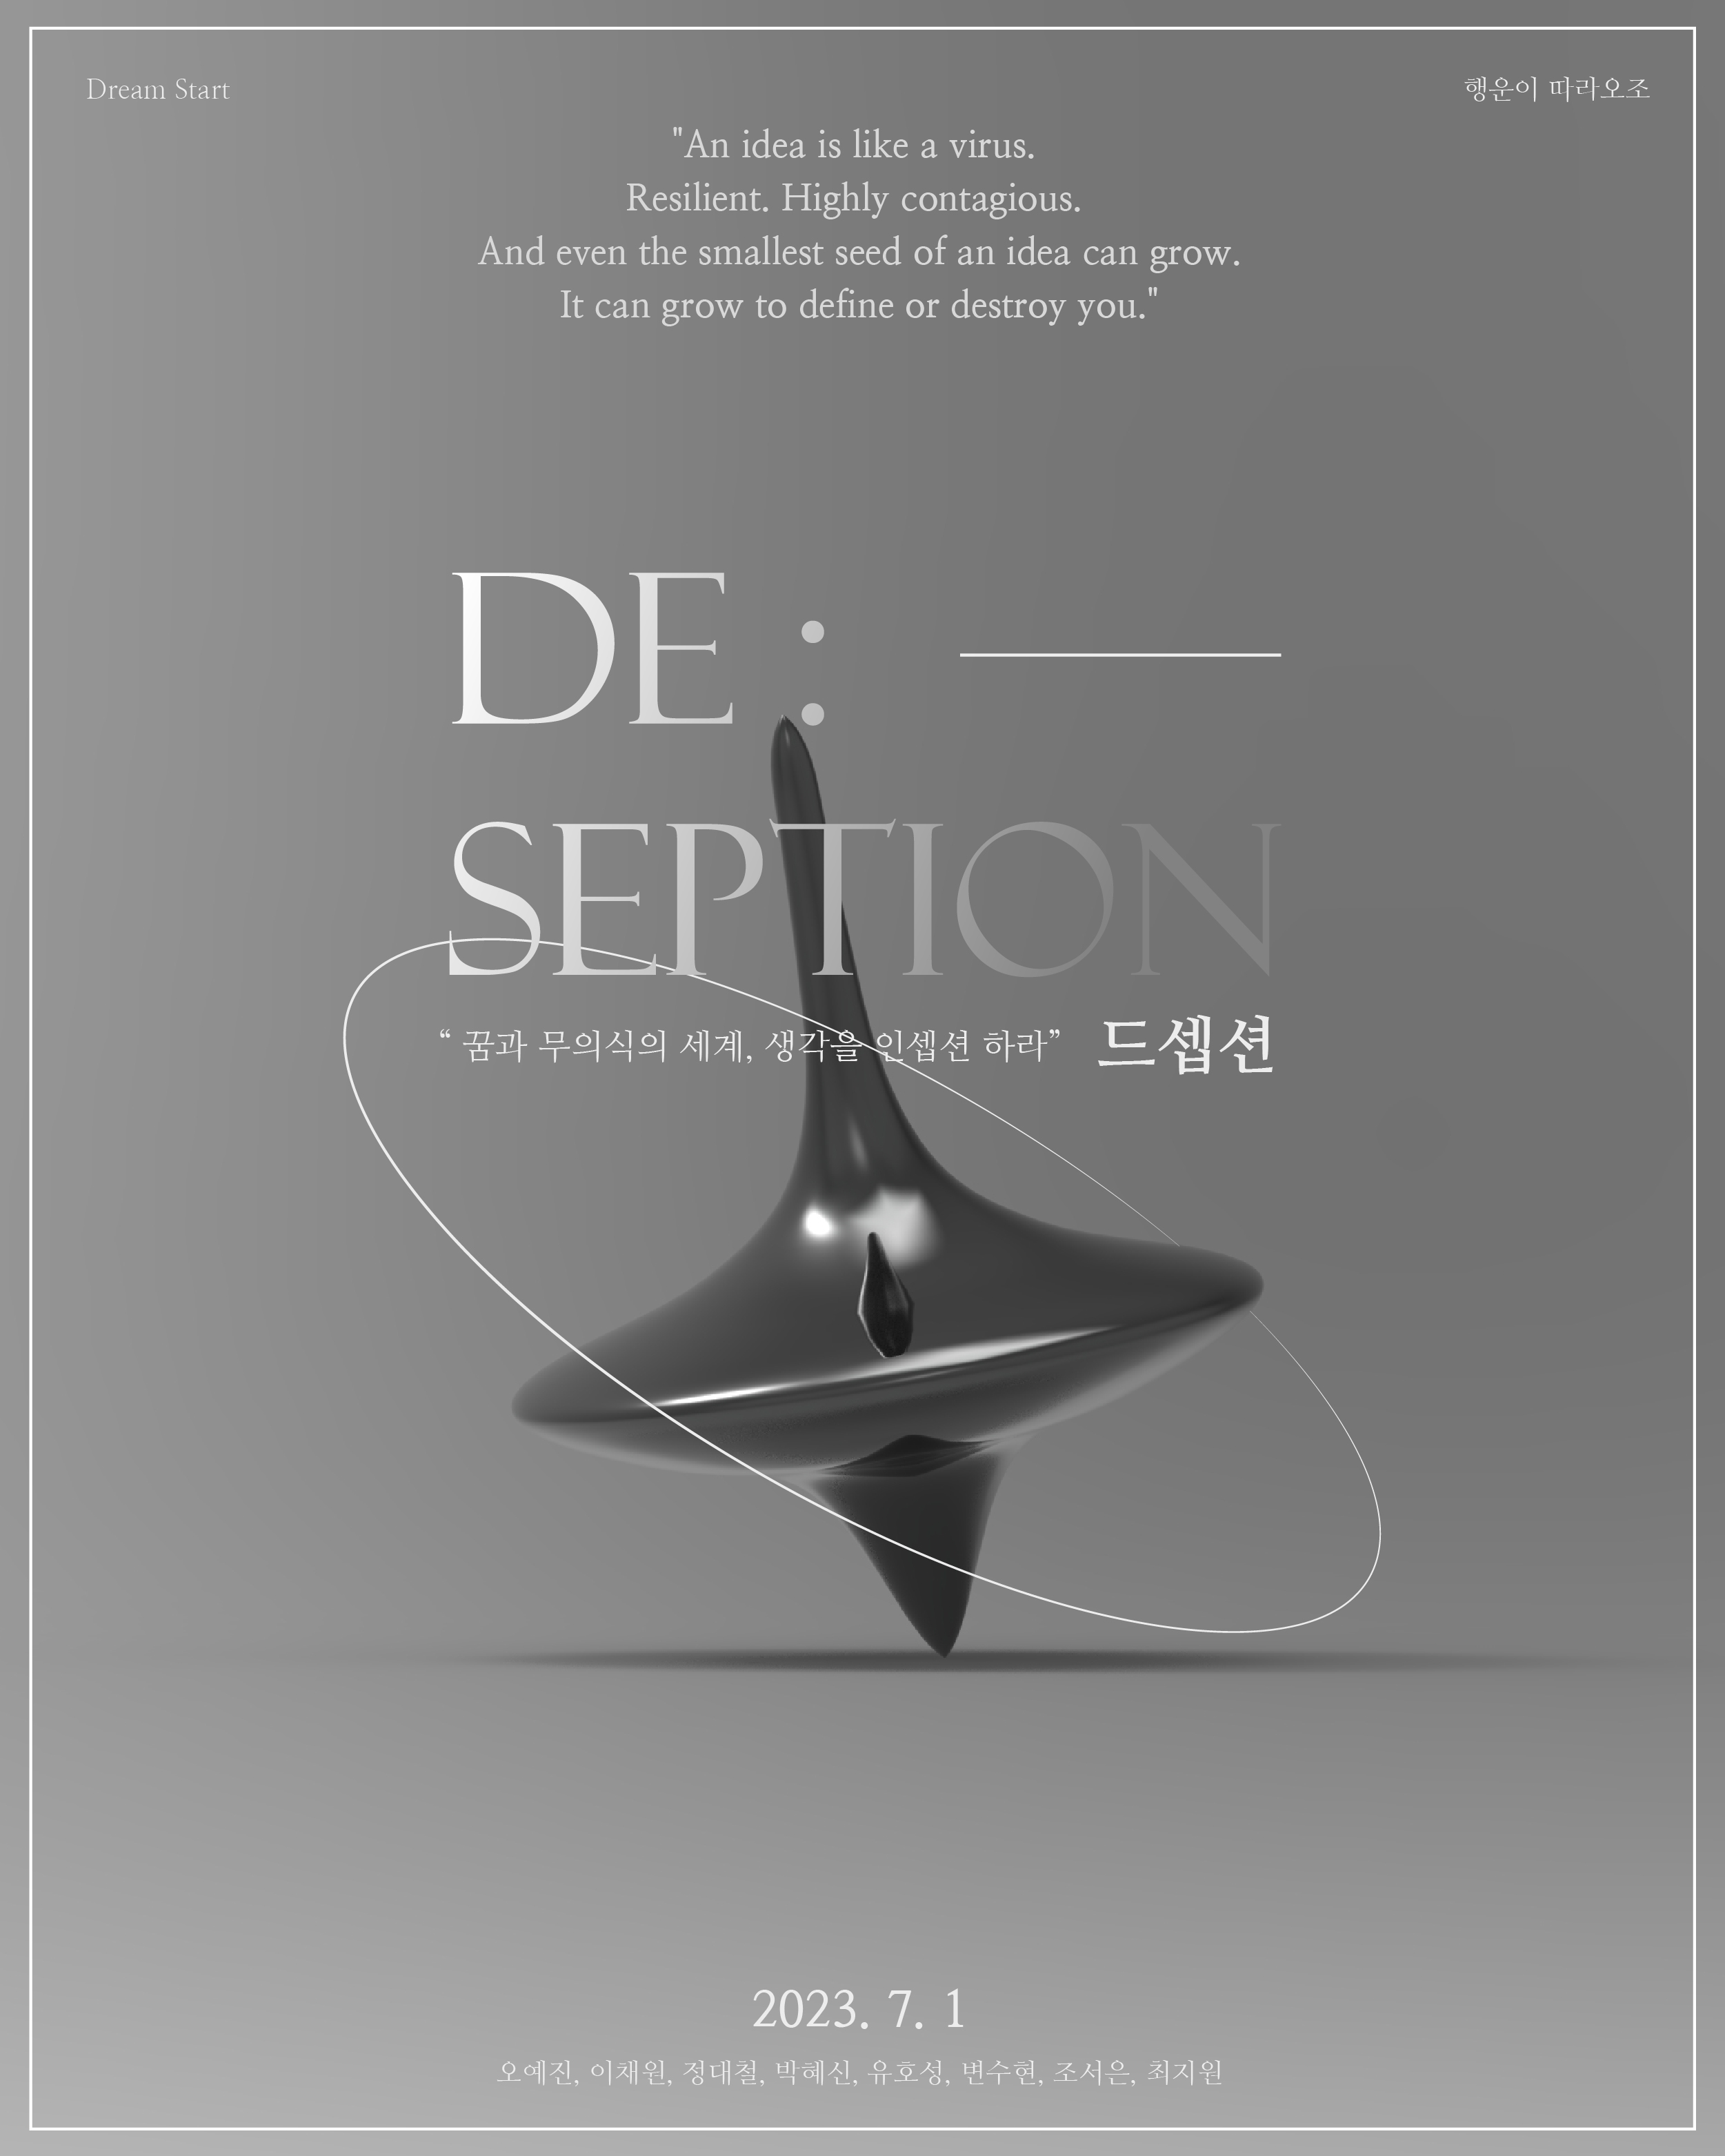 Dream Start
행운이 따라오조
"An idea is like a virus.
Resilient. Highly contagious.
And even the smallest seed of an idea can grow.
It can grow to define or destroy you."
DE :
SEPTION
“ 꿈과 무의식의 세계, 생각을 인셉션 하라” 드셉션
2023. 7. 1
오예진, 이채원, 정대철, 박혜신, 유호성, 변수현, 조서은, 최지원